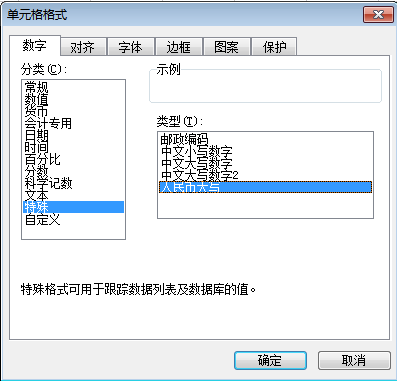 单元格格式
数字 对齐 字体 边框 图案 保护
分类(C):
常规
数值
货币
会计专用
日期
时间
百分比
分数
科学记数
文本
特殊
自定义
示例
类型(T):
邮政编码
中文小写数字
中文大写数字
中文大写数字2
人民币大写
特殊格式可用于跟踪数据列表及数据库的值。
确定 取消